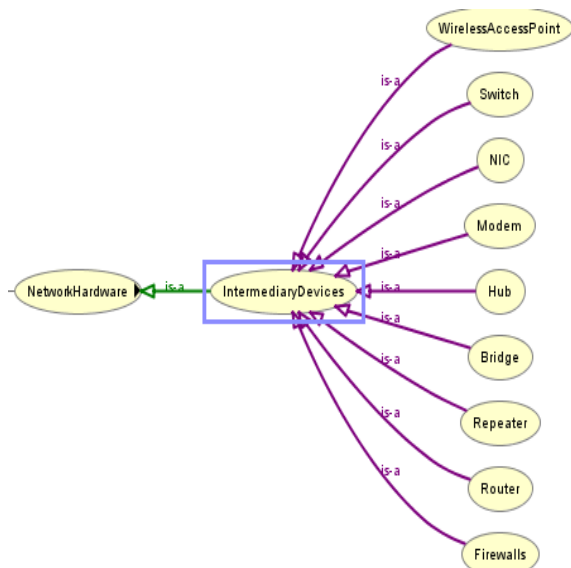 WirelessAccessPoint
is-a
Switch
is-a
NIC
is-a
Modem
is-a
NetworkHardware
is-a
IntermediaryDevices
is-a
Hub
is-a
Bridge
is-a
Repeater
is-a
Router
is-a
Firewalls